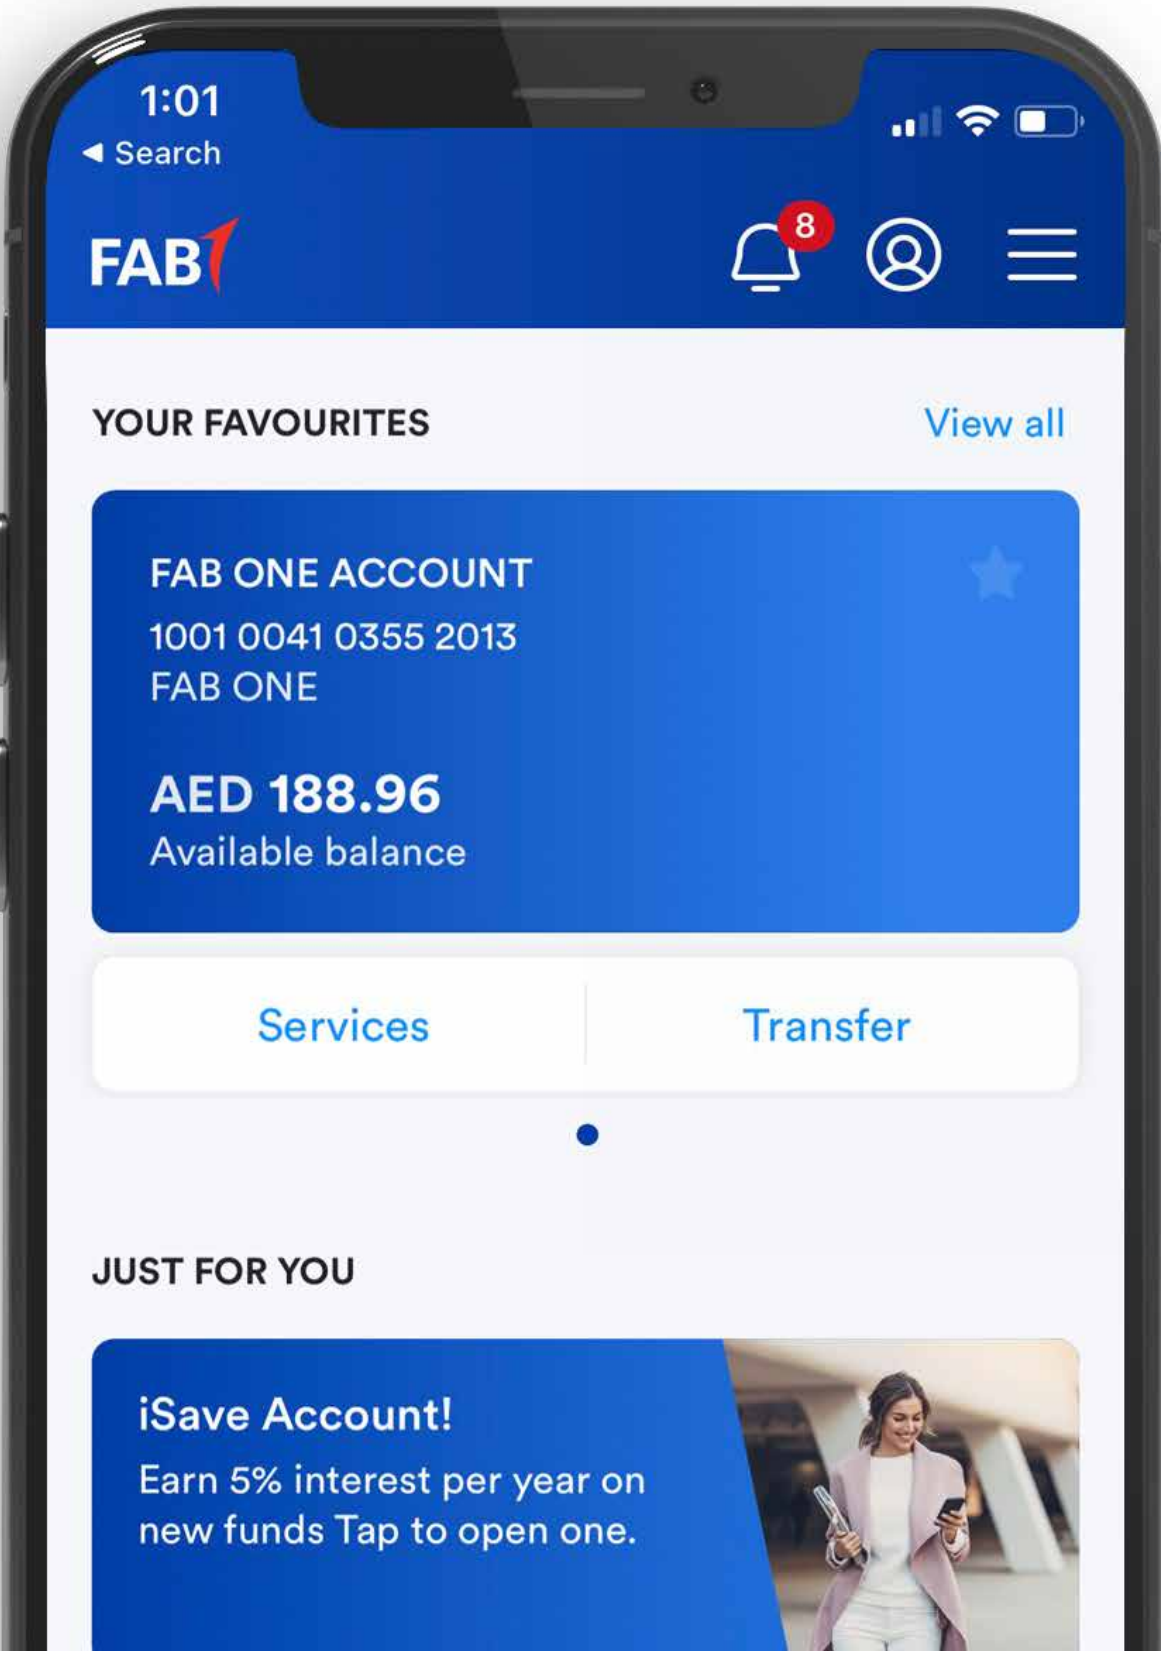 1:01
◀ Search
FAB
8
YOUR FAVOURITES
View all
FAB ONE ACCOUNT
1001 0041 0355 2013
FAB ONE
AED 188.96
Available balance
Services
Transfer
JUST FOR YOU
iSave Account!
Earn 5% interest per year on
new funds Tap to open one.